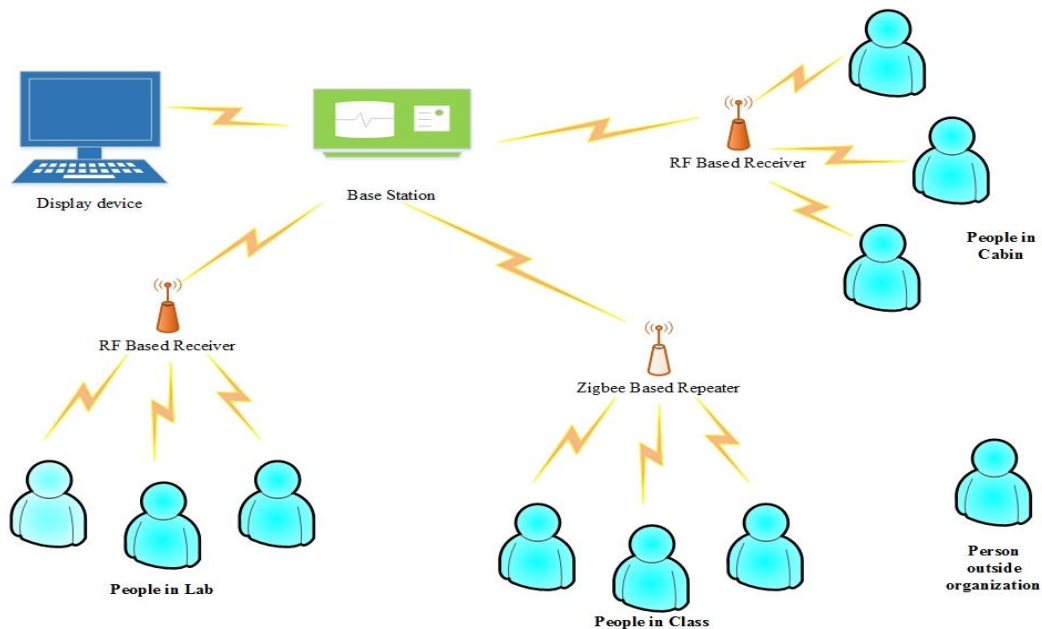 RF Based Receiver
Display device
Base Station
People in
Cabin
RF Based Receiver
Zigbee Based Repeater
People in Lab
People in Class
Person
outside
organization